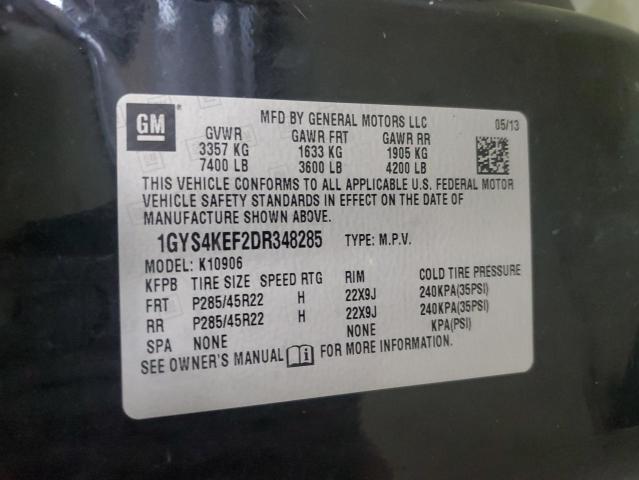 GM
MFD BY GENERAL MOTORS LLC 05/13
GVWR GAWR FRT GAWR RR
3357 KG 1633 KG 1905 KG
7400 LB 3600 LB 4200 LB
THIS VEHICLE CONFORMS TO ALL APPLICABLE U.S. FEDERAL MOTOR
VEHICLE SAFETY STANDARDS IN EFFECT ON THE DATE OF
MANUFACTURE SHOWN ABOVE.
1GYS4KEF2DR348285 TYPE: M.P.V.
MODEL: K10906
KFPB TIRE SIZE SPEED RTG RIM COLD TIRE PRESSURE
FRT P285/45R22 H 22X9J 240KPA(35PSI)
RR P285/45R22 H 22X9J 240KPA(35PSI)
SPA NONE NONE KPA(PSI)
SEE OWNER'S MANUAL FOR MORE INFORMATION.